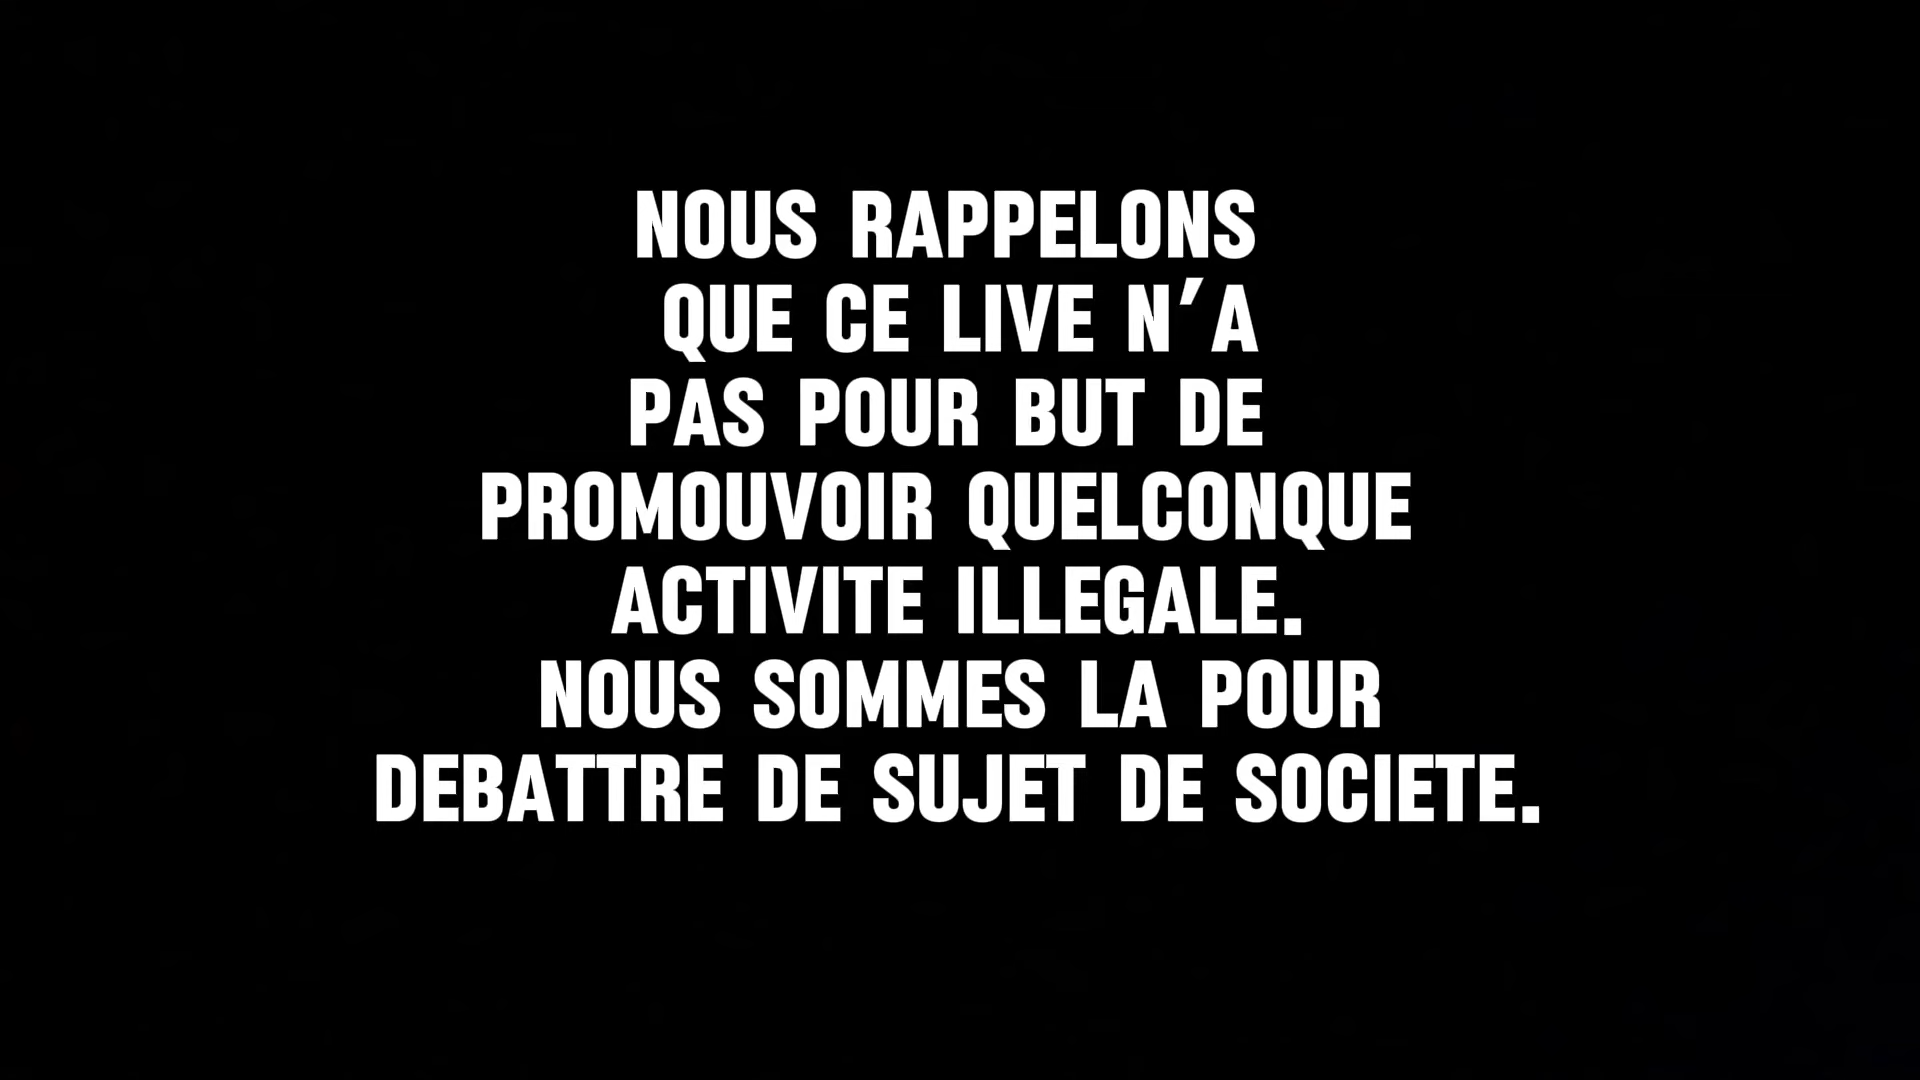 NOUS RAPPELONS
QUE CE LIVE N'A
PAS POUR BUT DE
PROMOUVOIR QUELCONQUE
ACTIVITE ILLEGALE.
NOUS SOMMES LA POUR
DEBATTRE DE SUJET DE SOCIETE.